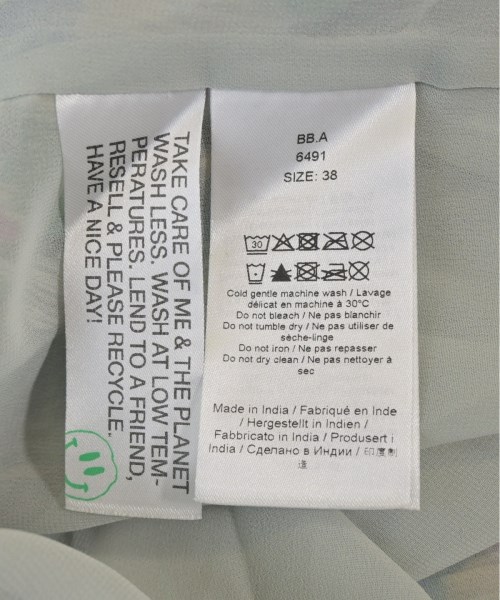 TAKE CARE OF ME & THE PLANET
WASH LESS. WASH AT LOW TEM-
PERATURES. LEND TO A FRIEND,
RESELL & PLEASE RECYCLE.
HAVE A NICE DAY!
BB.A
6491
SIZE: 38
30
Cold gentle machine wash / Lavage
délicat en machine à 30°C
Do not bleach / Ne pas blanchir
Do not tumble dry / Ne pas utiliser de
sèche-linge
Do not iron / Ne pas repasser
Do not dry clean / Ne pas nettoyer à
sec
Made in India / Fabriqué en Inde
/ Hergestellt in Indien /
Fabbricato in India / Produsert i
India / Сделано в Индии / 印度制
造